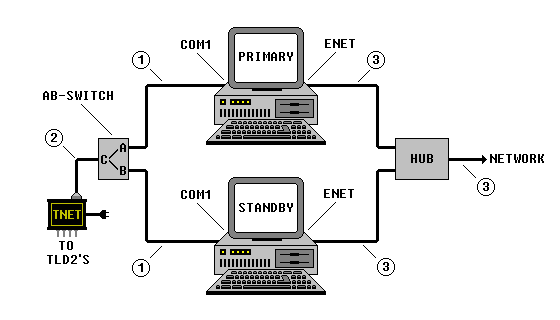 COM1
ENET
1
PRIMARY
3
AB-SWITCH
2
A
C
B
HUB
NETWORK
3
TNET
COM1
ENET
STANDBY
TO
TLD2'S
1
3